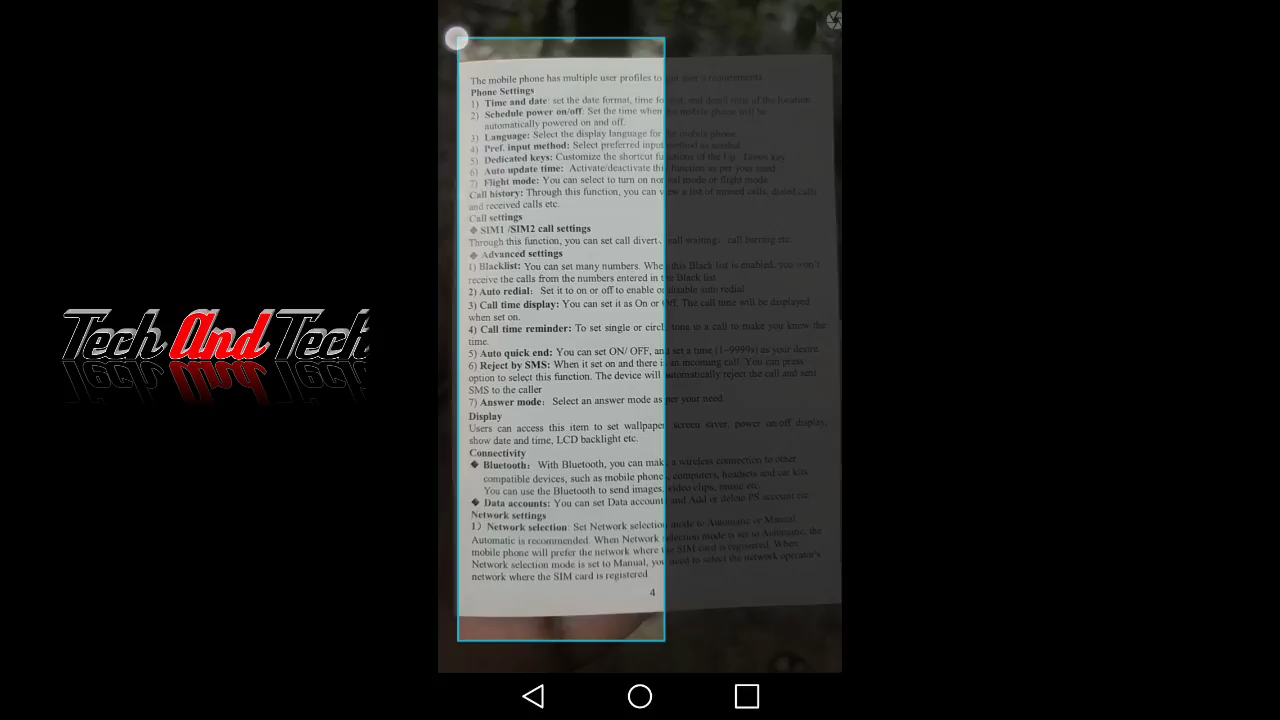 Tech And Tech
The mobile phone has multiple user profiles to suit user's requirements
Phone Settings
1) Time and date: set the date format, time format, and detail time of the location.
2) Schedule power on/off: Set the time when the mobile phone will be
automatically powered on and off.
3) Language: Select the display language for the mobile phone.
4) Pref. input method: Select preferred input method as needed
5) Dedicated keys: Customize the shortcut functions of the Up, Down key
6) Auto update time: Activate/deactivate this function as per your need
7) Flight mode: You can select to turn on normal mode or flight mode
Call history: Through this function, you can view a list of missed calls, dialed calls
and received calls etc.
Call settings
◆ SIM1 /SIM2 call settings
Through this function, you can set call divert、call waiting、 call barring etc.
◆ Advanced settings
1) Blacklist: You can set many numbers. When this Black list is enabled, you won't
receive the calls from the numbers entered in the Black list
2) Auto redial: Set it to on or off to enable or disable auto redial
3) Call time display: You can set it as On or Off. The call time will be displayed
when set on.
4) Call time reminder: To set single or circle tone in a call to make you know the
time.
5) Auto quick end: You can set ON/ OFF, and set a time (1~9999s) as your desire
6) Reject by SMS: When it set on and there is an incoming call. You can press
option to select this function. The device will automatically reject the call and sent
SMS to the caller
7) Answer mode: Select an answer mode as per your need
Display
Users can access this item to set wallpaper, screen saver, power on/off display,
show date and time, LCD backlight etc.
Connectivity
◆ Bluetooth: With Bluetooth, you can make a wireless connection to other
compatible devices, such as mobile phones, computers, headsets and car kits.
You can use the Bluetooth to send images, video clips, music etc.
◆ Data accounts: You can set Data account and Add or delete PS account etc
Network settings
1) Network selection: Set Network selection mode to Automatic or Manual.
Automatic is recommended. When Network selection mode is set to Automatic, the
mobile phone will prefer the network where the SIM card is registered. When
Network selection mode is set to Manual, you need to select the network operator's
network where the SIM card is registered
4